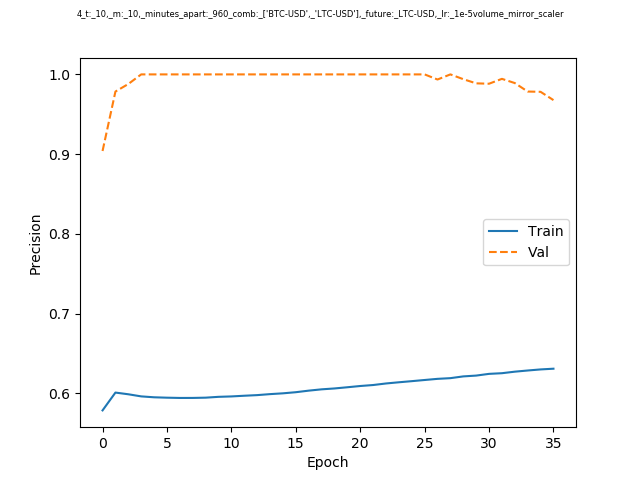 4_t:_10,_m:_10,_minutes_apart:_960_comb:_['BTC-USD',_'LTC-USD'],_future:_LTC-USD,_lr:_1e-5volume_mirror_scaler
1.0
0.9
0.8
0.7
0.6
Precision
Train
Val
0 5 10 15 20 25 30 35
Epoch